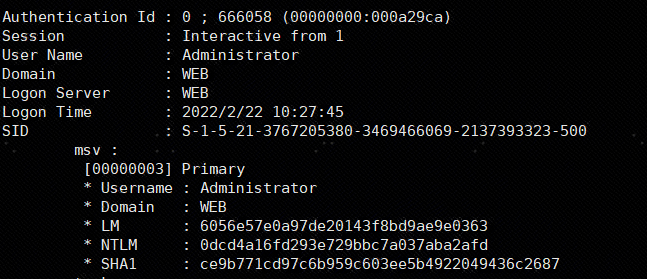 Authentication Id : 0 ; 666058 (00000000:000a29ca)
Session           : Interactive from 1
User Name         : Administrator
Domain            : WEB
Logon Server      : WEB
Logon Time        : 2022/2/22 10:27:45
SID               : S-1-5-21-3767205380-3469466069-2137393323-500
        msv :
         [00000003] Primary
         * Username : Administrator
         * Domain   : WEB
         * LM       : 6056e57e0a97de20143f8bd9ae9e0363
         * NTLM     : 0dcd4a16fd293e729bbc7a037aba2afd
         * SHA1     : ce9b771cd97c6b959c603ee5b4922049436c2687